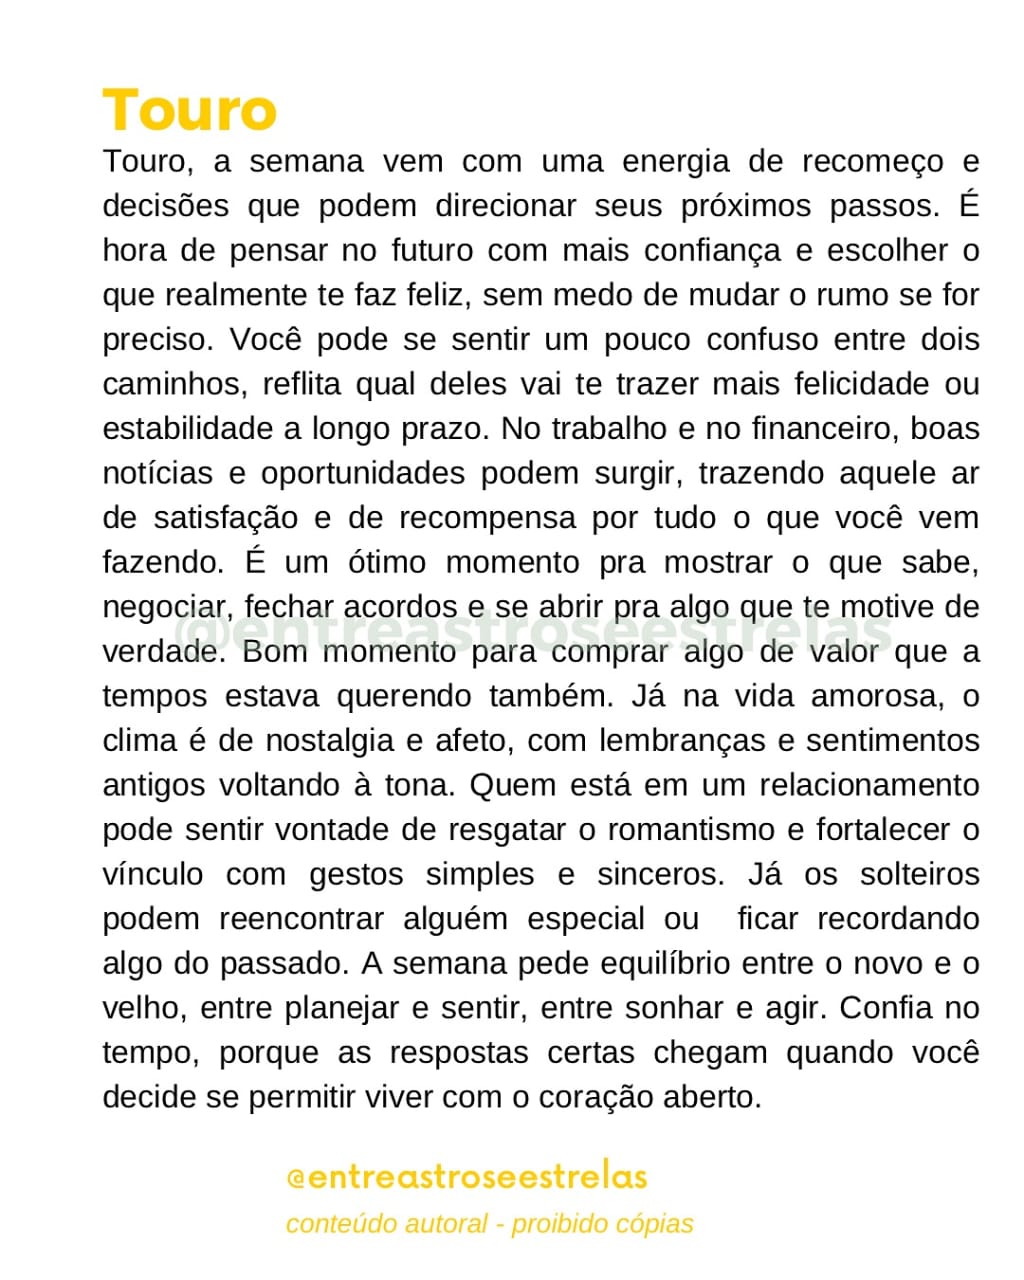 Touro
Touro, a semana vem com uma energia de recomeço e
decisões que podem direcionar seus próximos passos. É
hora de pensar no futuro com mais confiança e escolher o
que realmente te faz feliz, sem medo de mudar o rumo se for
preciso. Você pode se sentir um pouco confuso entre dois
caminhos, reflita qual deles vai te trazer mais felicidade ou
estabilidade a longo prazo. No trabalho e no financeiro, boas
notícias e oportunidades podem surgir, trazendo aquele ar
de satisfação e de recompensa por tudo o que você vem
fazendo. É um ótimo momento pra mostrar o que sabe,
negociar, fechar acordos e se abrir pra algo que te motive de
@entreastroseestrelas
verdade. Bom momento para comprar algo de valor que a
tempos estava querendo também. Já na vida amorosa, o
clima é de nostalgia e afeto, com lembranças e sentimentos
antigos voltando à tona. Quem está em um relacionamento
pode sentir vontade de resgatar o romantismo e fortalecer o
vínculo com gestos simples e sinceros. Já os solteiros
podem reencontrar alguém especial ou  ficar recordando
algo do passado. A semana pede equilíbrio entre o novo e o
velho, entre planejar e sentir, entre sonhar e agir. Confia no
tempo, porque as respostas certas chegam quando você
decide se permitir viver com o coração aberto.
@entreastroseestrelas
conteúdo autoral - proibido cópias